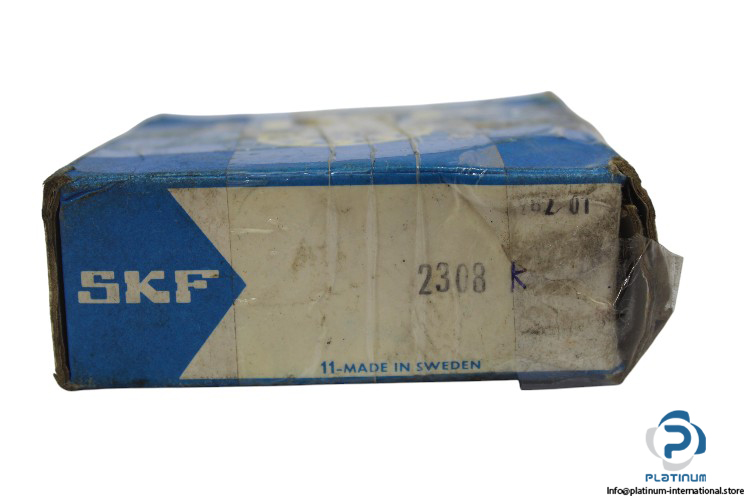 SKF
2308 K
11-MADE IN SWEDEN
PLATINUM
Info@platinum-international.store